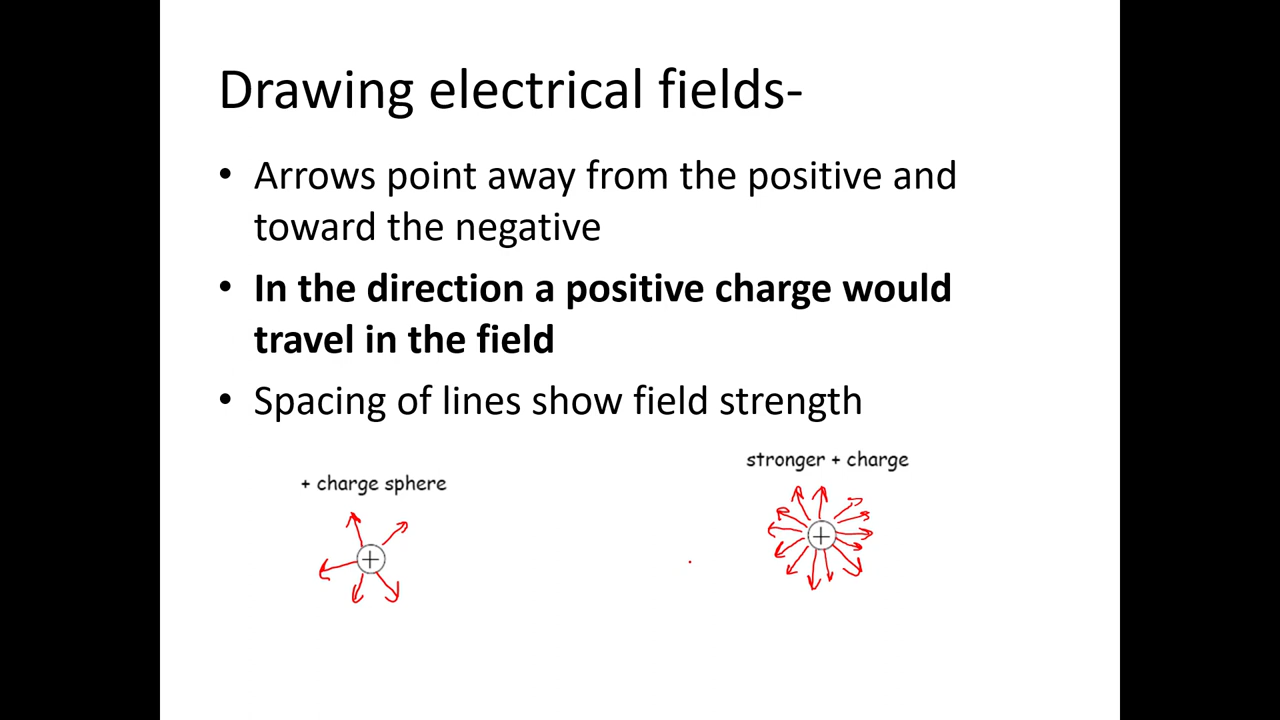 Drawing electrical fields-
• Arrows point away from the positive and
toward the negative
• In the direction a positive charge would
travel in the field
• Spacing of lines show field strength
stronger + charge
+ charge sphere
+
+